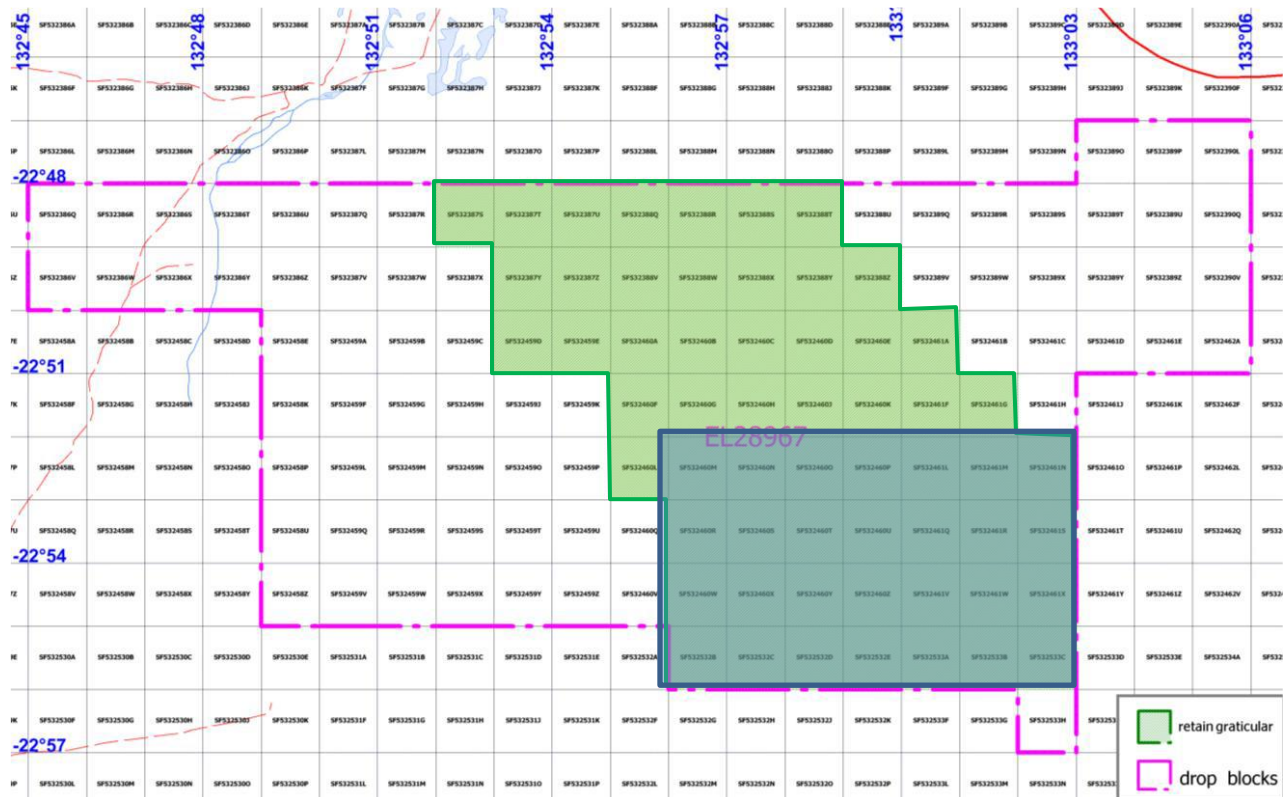 132°45 132°48 132°51 132°54 132°57 133° 133°03 133°06
SF532386A SF532386B SF532386C SF532386D SF532386E SF532387A SF532387B SF532387C SF532387D SF532387E SF532388A SF532388B SF532388C SF532388D SF532389A SF532389B SF532389C SF532389D SF532389E SF532390A
SF532386F SF532386G SF532386H SF532386J SF532386K SF532387F SF532387G SF532387H SF532387J SF532387K SF532388F SF532388G SF532388H SF532388J SF532388K SF532389F SF532389G SF532389H SF532389J SF532389K SF532390F
SF532386L SF532386M SF532386N SF532386O SF532386P SF532387L SF532387M SF532387N SF532387O SF532387P SF532388L SF532388M SF532388N SF532388O SF532388P SF532389L SF532389M SF532389N SF532389O SF532389P SF532390L
-22°48
SF532386Q SF532386R SF532386S SF532386T SF532386U SF532387Q SF532387R SF532387S SF532387T SF532387U SF532388Q SF532388R SF532388S SF532388T SF532388U SF532389Q SF532389R SF532389S SF532389T SF532389U SF532390Q
SF532386V SF532386W SF532386X SF532386Y SF532386Z SF532387V SF532387W SF532387X SF532387Y SF532387Z SF532388V SF532388W SF532388X SF532388Y SF532388Z SF532389V SF532389W SF532389X SF532389Y SF532389Z SF532390V
SF532458A SF532458B SF532458C SF532458D SF532458E SF532459A SF532459B SF532459C SF532459D SF532459E SF532460A SF532460B SF532460C SF532460D SF532460E SF532461A SF532461B SF532461C SF532461D SF532461E SF532462A
-22°51
SF532458F SF532458G SF532458H SF532458J SF532458K SF532459F SF532459G SF532459H SF532459J SF532459K SF532460F SF532460G SF532460H SF532460J SF532460K SF532461F SF532461G SF532461H SF532461J SF532461K SF532462F
EL28967
SF532458L SF532458M SF532458N SF532458O SF532458P SF532459L SF532459M SF532459N SF532459O SF532459P SF532460L SF532460M SF532460N SF532460O SF532460P SF532461L SF532461M SF532461N SF532461O SF532461P SF532462L
SF532458Q SF532458R SF532458S SF532458T SF532458U SF532459Q SF532459R SF532459S SF532459T SF532459U SF532460Q SF532460R SF532460S SF532460T SF532460U SF532461Q SF532461R SF532461S SF532461T SF532461U SF532462Q
-22°54
SF532458V SF532458W SF532458X SF532458Y SF532458Z SF532459V SF532459W SF532459X SF532459Y SF532459Z SF532460V SF532460W SF532460X SF532460Y SF532460Z SF532461V SF532461W SF532461X SF532461Y SF532461Z SF532462V
SF532530A SF532530B SF532530C SF532530D SF532530E SF532531A SF532531B SF532531C SF532531D SF532531E SF532532A SF532532B SF532532C SF532532D SF532532E SF532533A SF532533B SF532533C SF532533D SF532533E SF532534A
SF532530F SF532530G SF532530H SF532530J SF532530K SF532531F SF532531G SF532531H SF532531J SF532531K SF532532F SF532532G SF532532H SF532532J SF532532K SF532533F SF532533G SF532533H
-22°57
SF532530L SF532530M SF532530N SF532530O SF532530P SF532531L SF532531M SF532531N SF532531O SF532531P SF532532L SF532532M SF532532N SF532532O SF532532P SF532533L SF532533M SF532533N
retain graticular
drop blocks